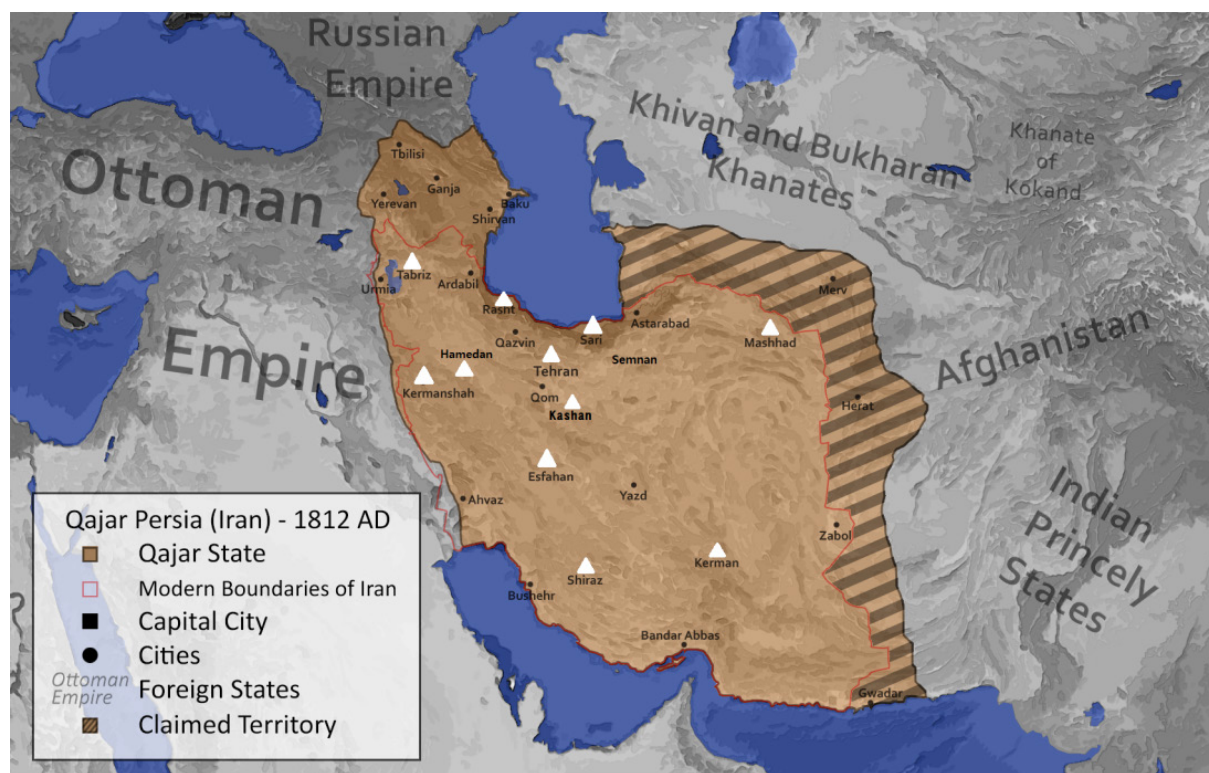 Russian
Empire
Khivan and Bukharan
Khanates
Khanate
of
Kokand
Ottoman
Empire
Afghanistan
Indian
Princely
States
Tbilisi
Ganja
Yerevan
Baku
Shirvan
Tabriz
Urmia
Ardabil
Merv
Rasht
Astarabad
Qazvin
Sari
Mashhad
Hamedan
Tehran
Semnan
Kermanshah
Qom
Kashan
Herat
Esfahan
Yazd
Ahvaz
Zabol
Kerman
Shiraz
Bushehr
Bandar Abbas
Gwadar
Qajar Persia (Iran) - 1812 AD
Qajar State
Modern Boundaries of Iran
Capital City
Cities
Ottoman
Empire
Foreign States
Claimed Territory